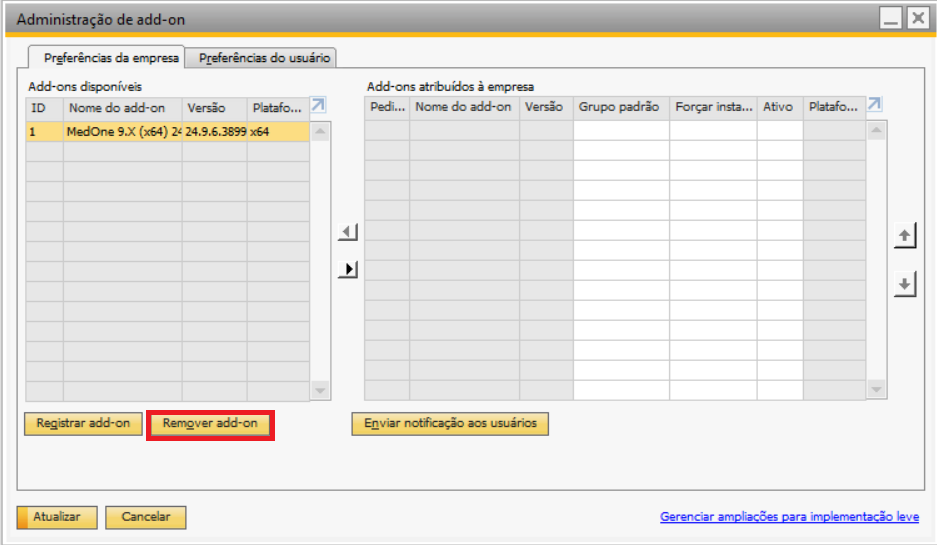 Administração de add-on
Preferências da empresa Preferências do usuário
Add-ons disponíveis
ID Nome do add-on Versão Platafo...
1 MedOne 9.X (x64) 24 24.9.6.3899 x64
Add-ons atribuídos à empresa
Pedi... Nome do add-on Versão Grupo padrão Forçar insta... Ativo Platafo...
Registrar add-on Remover add-on Enviar notificação aos usuários
Atualizar Cancelar Gerenciar ampliações para implementação leve